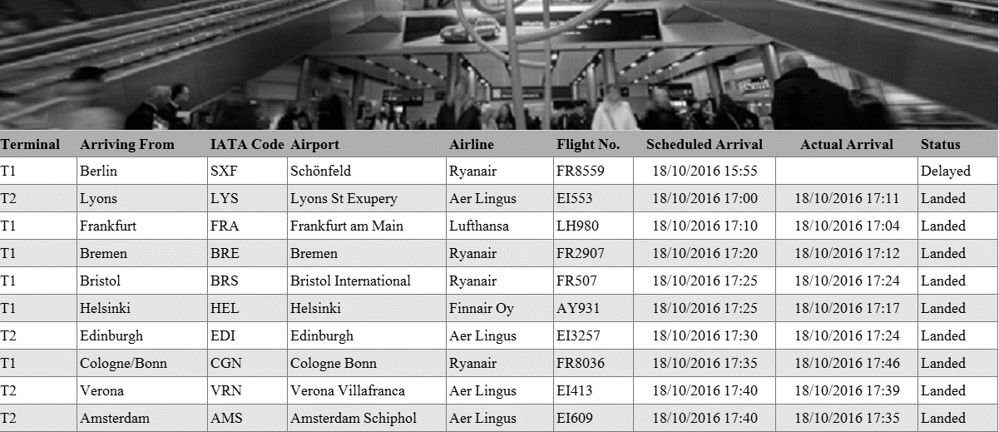 Terminal Arriving From IATA Code Airport Airline Flight No. Scheduled Arrival Actual Arrival Status
T1 Berlin SXF Schönfeld Ryanair FR8559 18/10/2016 15:55 Delayed
T2 Lyons LYS Lyons St Exupery Aer Lingus EI553 18/10/2016 17:00 18/10/2016 17:11 Landed
T1 Frankfurt FRA Frankfurt am Main Lufthansa LH980 18/10/2016 17:10 18/10/2016 17:04 Landed
T1 Bremen BRE Bremen Ryanair FR2907 18/10/2016 17:20 18/10/2016 17:12 Landed
T1 Bristol BRS Bristol International Ryanair FR507 18/10/2016 17:25 18/10/2016 17:24 Landed
T1 Helsinki HEL Helsinki Finnair Oy AY931 18/10/2016 17:25 18/10/2016 17:17 Landed
T2 Edinburgh EDI Edinburgh Aer Lingus EI3257 18/10/2016 17:30 18/10/2016 17:24 Landed
T1 Cologne/Bonn CGN Cologne Bonn Ryanair FR8036 18/10/2016 17:35 18/10/2016 17:46 Landed
T2 Verona VRN Verona Villafranca Aer Lingus EI413 18/10/2016 17:40 18/10/2016 17:39 Landed
T2 Amsterdam AMS Amsterdam Schiphol Aer Lingus EI609 18/10/2016 17:40 18/10/2016 17:35 Landed